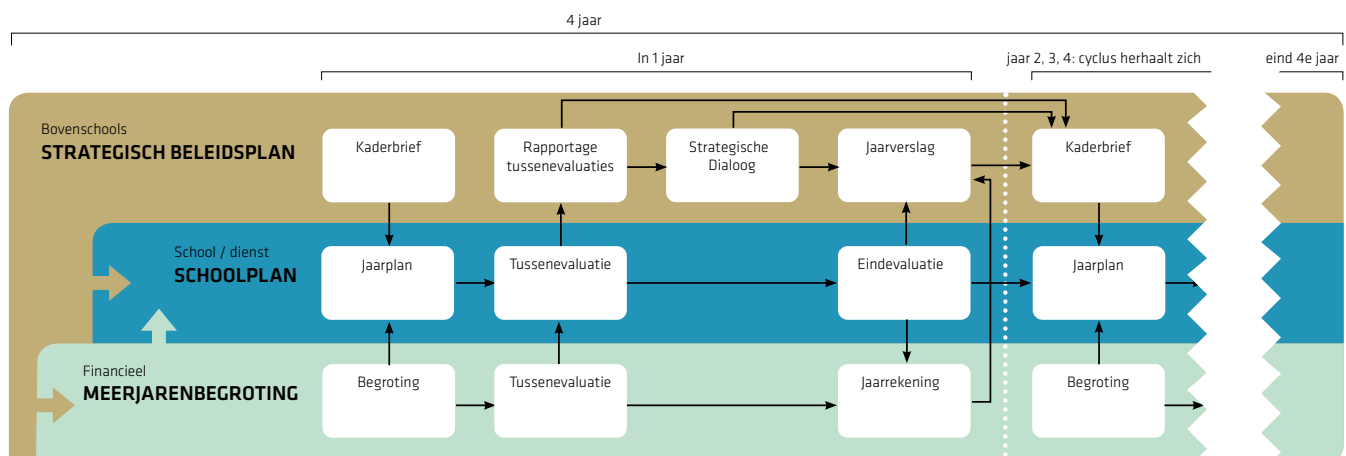 4 jaar
In 1 jaar
jaar 2, 3, 4: cyclus herhaalt zich
eind 4e jaar
Bovenschools
STRATEGISCH BELEIDSPLAN
Kaderbrief
Rapportage
tussenevaluaties
Strategische
Dialoog
Jaarverslag
Kaderbrief
School / dienst
SCHOOLPLAN
Jaarplan
Tussenevaluatie
Eindevaluatie
Jaarplan
Financieel
MEERJARENBEGROTING
Begroting
Tussenevaluatie
Jaarrekening
Begroting